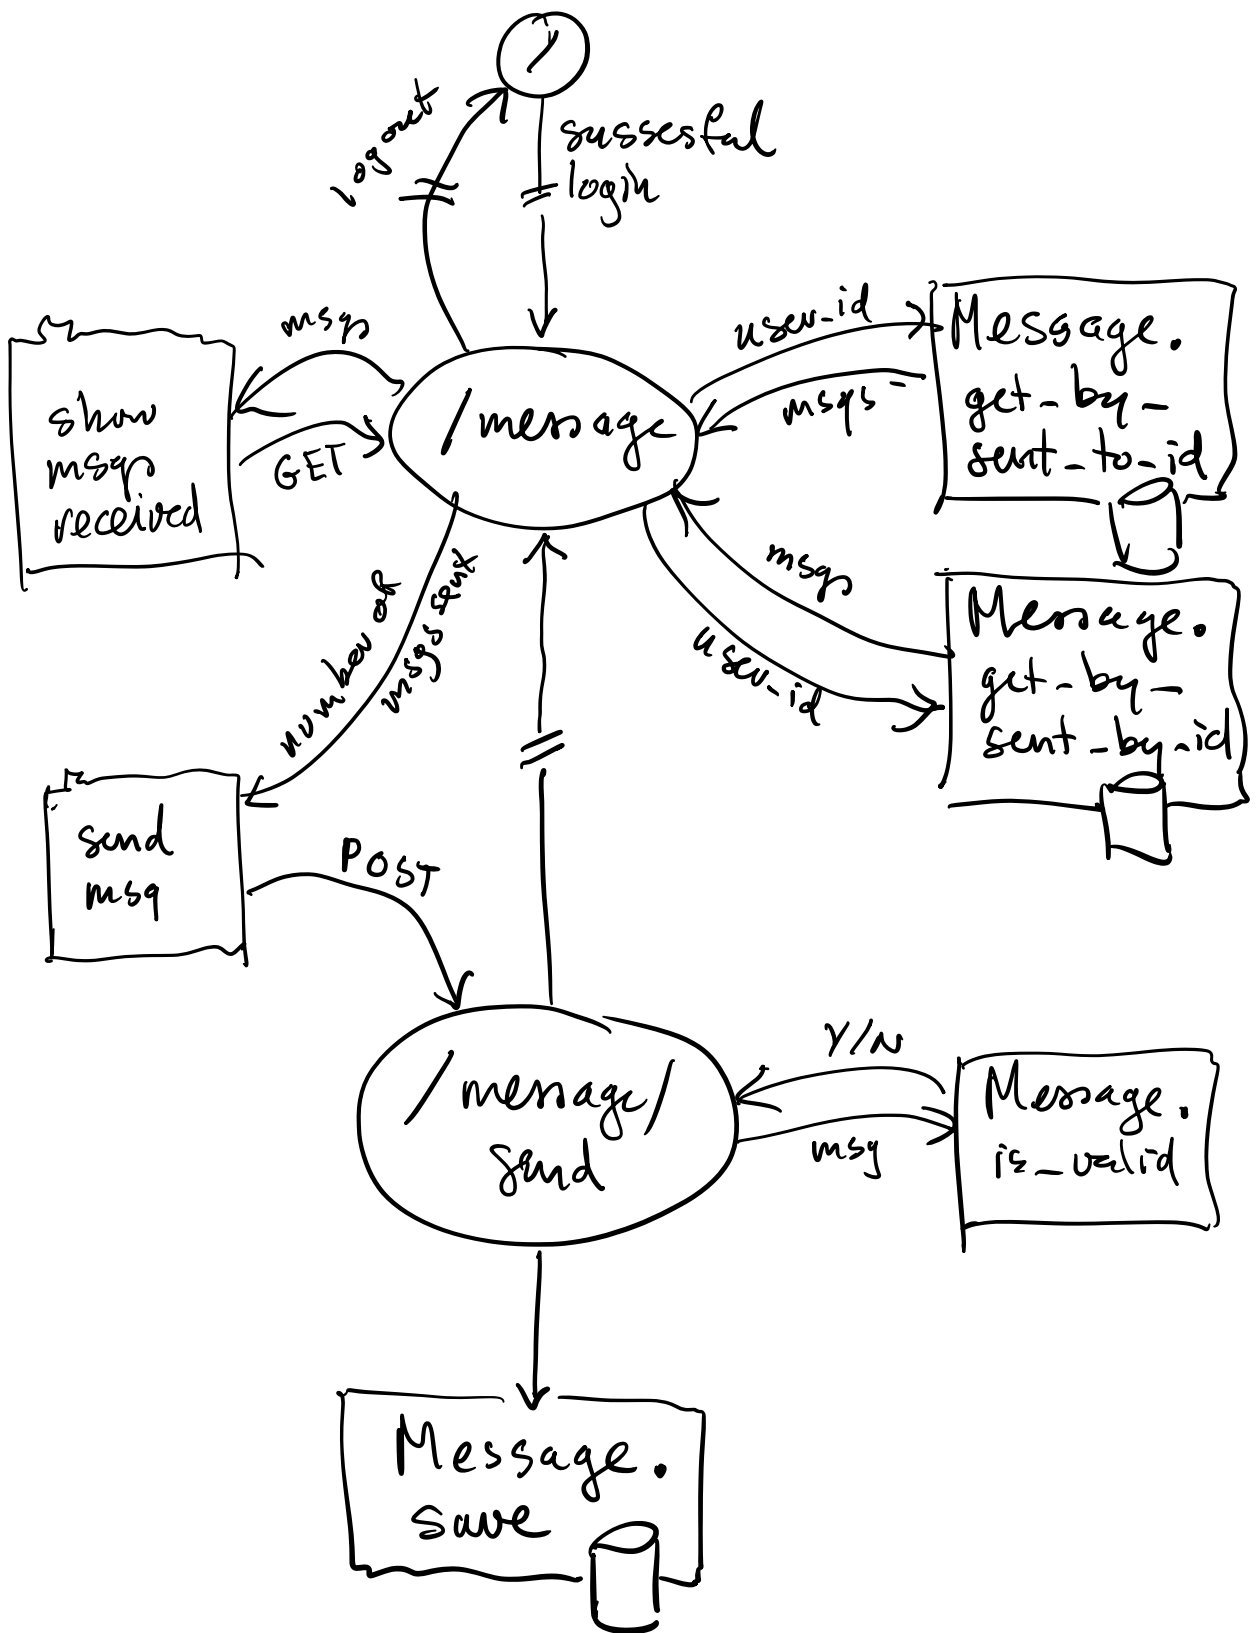 /
logout
sussesful
login
msgs
user_id
Message.
get_by_
sent_to_id
msgs
show
msgs
received
GET
/message
msgs
user_id
Message.
get_by_
sent_by_id
number of
msgs sent
send
msg
POST
/message/
send
Y/N
msg
Message.
is_valid
Message.
save